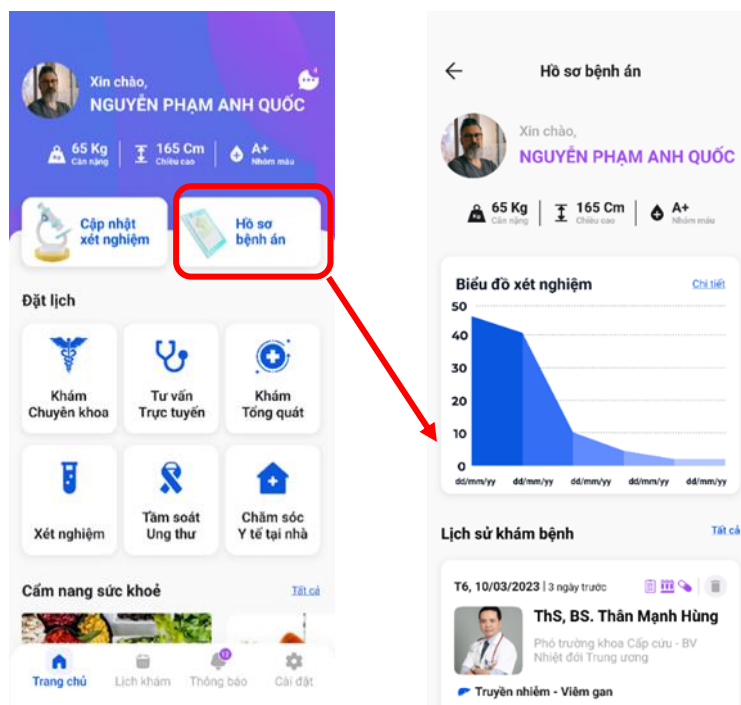 Xin chào,
NGUYỄN PHẠM ANH QUỐC
65 Kg
Cân nặng
165 Cm
Chiều cao
A+
Nhóm máu
Cập nhật
xét nghiệm
Hồ sơ
bệnh án
Đặt lịch
Khám
Chuyên khoa
Tư vấn
Trực tuyến
Khám
Tổng quát
Xét nghiệm
Tầm soát
Ung thư
Chăm sóc
Y tế tại nhà
Cẩm nang sức khoẻ
Tất cả
Trang chủ
Lịch khám
12
Thông báo
Cài đặt
Hồ sơ bệnh án
Xin chào,
NGUYỄN PHẠM ANH QUỐC
65 Kg
Cân nặng
165 Cm
Chiều cao
A+
Nhóm máu
Biểu đồ xét nghiệm
Chi tiết
50
40
30
20
10
0
dd/mm/yy dd/mm/yy dd/mm/yy dd/mm/yy dd/mm/yy
Lịch sử khám bệnh
Tất cả
T6, 10/03/2023 | 3 ngày trước
ThS, BS. Thân Mạnh Hùng
Phó trưởng khoa Cấp cứu - BV
Nhiệt đới Trung ương
Truyền nhiễm - Viêm gan